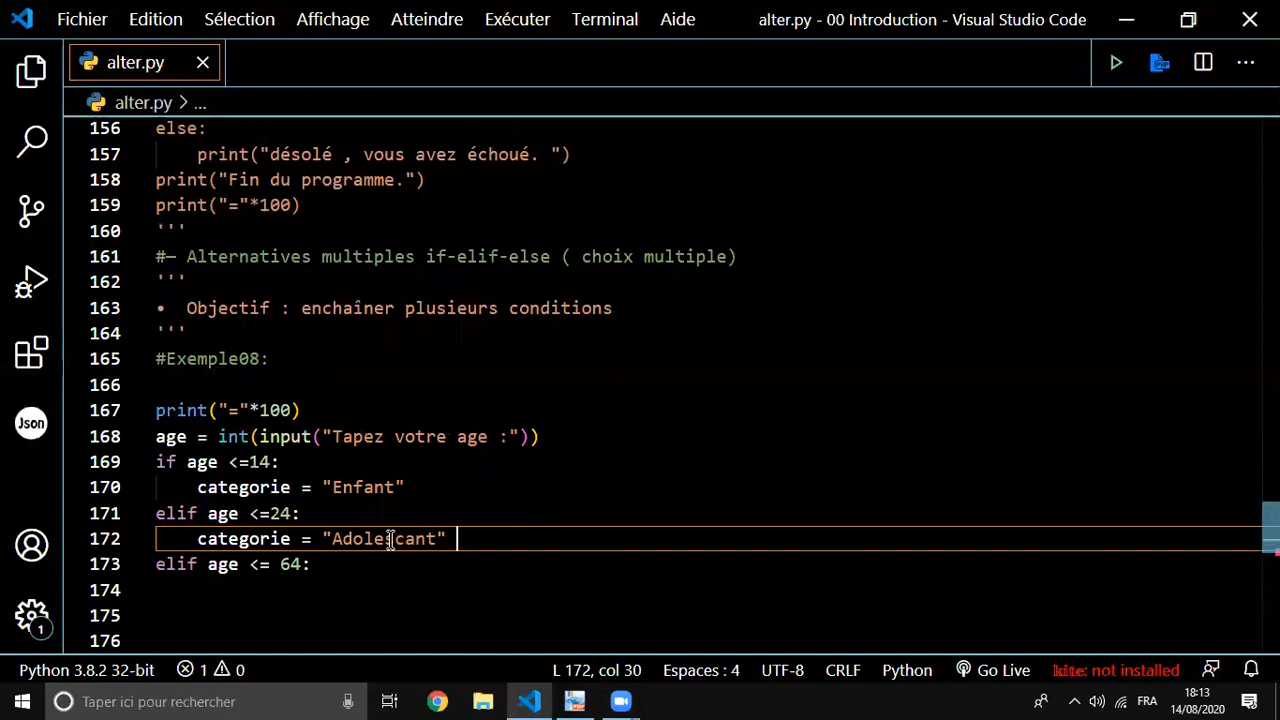 Fichier Edition Sélection Affichage Atteindre Exécuter Terminal Aide alter.py - 00 Introduction - Visual Studio Code
alter.py
alter.py > ...
156 else:
157 print("désolé , vous avez échoué. ")
158 print("Fin du programme.")
159 print("="*100)
160 '''
161 #— Alternatives multiples if-elif-else ( choix multiple)
162 '''
163 • Objectif : enchaîner plusieurs conditions
164 '''
165 #Exemple08:
166
167 print("="*100)
168 age = int(input("Tapez votre age :"))
169 if age <=14:
170 categorie = "Enfant"
171 elif age <=24:
172 categorie = "Adolescant"
173 elif age <= 64:
174
175
176
Json
1
Python 3.8.2 32-bit 1 0 L 172, col 30 Espaces : 4 UTF-8 CRLF Python Go Live kite: not installed
Taper ici pour rechercher FRA 18:13
14/08/2020